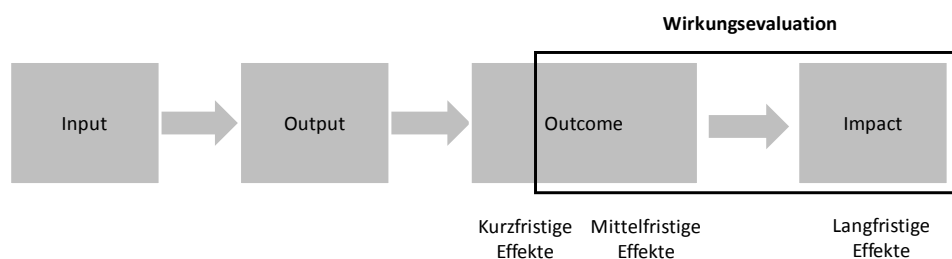 Wirkungsevaluation
Input
Output
Outcome
Impact
Kurzfristige
Effekte
Mittelfristige
Effekte
Langfristige
Effekte